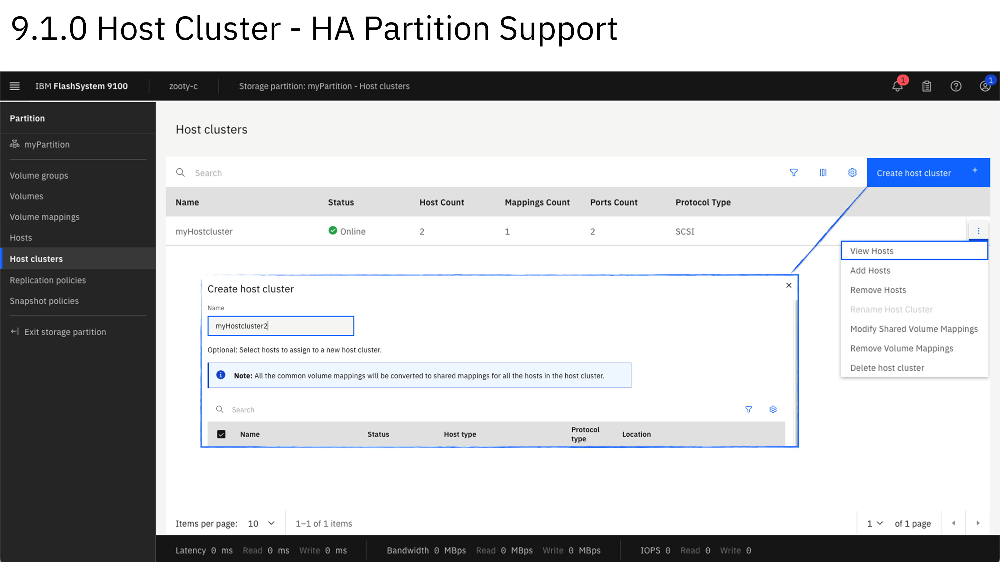 9.1.0 Host Cluster - HA Partition Support
IBM FlashSystem 9100
zooty-c
Storage partition: myPartition - Host clusters
1
1
Partition
myPartition
Volume groups
Volumes
Volume mappings
Hosts
Host clusters
Replication policies
Snapshot policies
Exit storage partition
Host clusters
Search
Create host cluster +
Name Status Host Count Mappings Count Ports Count Protocol Type
myHostcluster Online 2 1 2 SCSI
View Hosts
Add Hosts
Remove Hosts
Rename Host Cluster
Modify Shared Volume Mappings
Remove Volume Mappings
Delete host cluster
Create host cluster
Name
myHostcluster2
Optional: Select hosts to assign to a new host cluster.
Note: All the common volume mappings will be converted to shared mappings for all the hosts in the host cluster.
Search
Name Status Host type Protocol type Location
Items per page: 10 1–1 of 1 items 1 of 1 page
Latency 0 ms Read 0 ms Write 0 ms Bandwidth 0 MBps Read 0 MBps Write 0 MBps IOPS 0 Read 0 Write 0